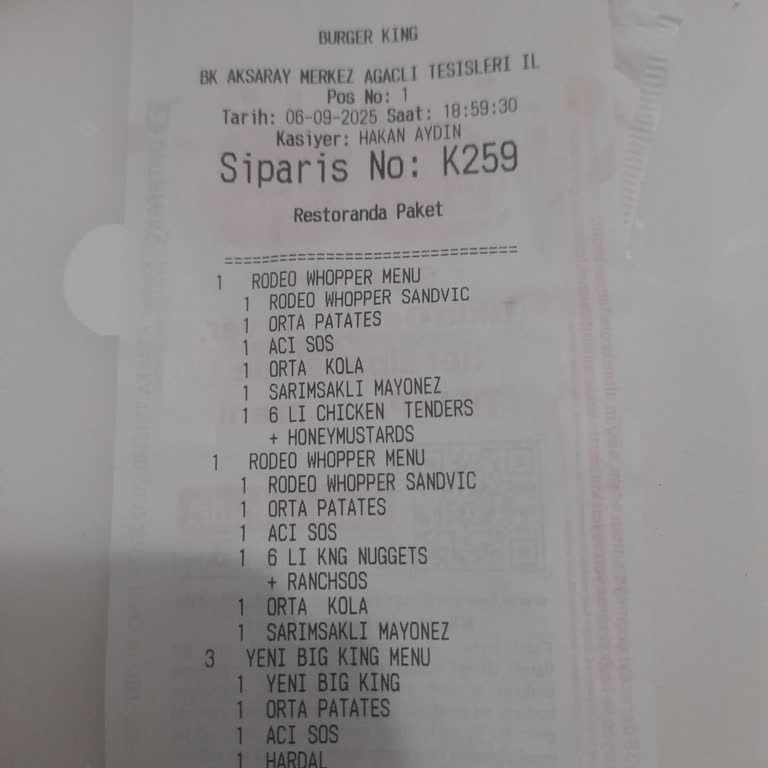 BURGER KING
BK AKSARAY MERKEZ AGACLI TESISLERI IL
Pos No: 1
Tarih: 06-09-2025 Saat: 18:59:30
Kasiyer: HAKAN AYDIN
Siparis No: K259
Restoranda Paket
================================
1 RODEO WHOPPER MENU
1 RODEO WHOPPER SANDVIC
1 ORTA PATATES
1 ACI SOS
1 ORTA KOLA
1 SARIMSAKLI MAYONEZ
1 6 LI CHICKEN TENDERS
+ HONEYMUSTARDS
1 RODEO WHOPPER MENU
1 RODEO WHOPPER SANDVIC
1 ORTA PATATES
1 ACI SOS
1 6 LI KNG NUGGETS
+ RANCHSOS
1 ORTA KOLA
1 SARIMSAKLI MAYONEZ
3 YENI BIG KING MENU
1 YENI BIG KING
1 ORTA PATATES
1 ACI SOS
1 HARDAL